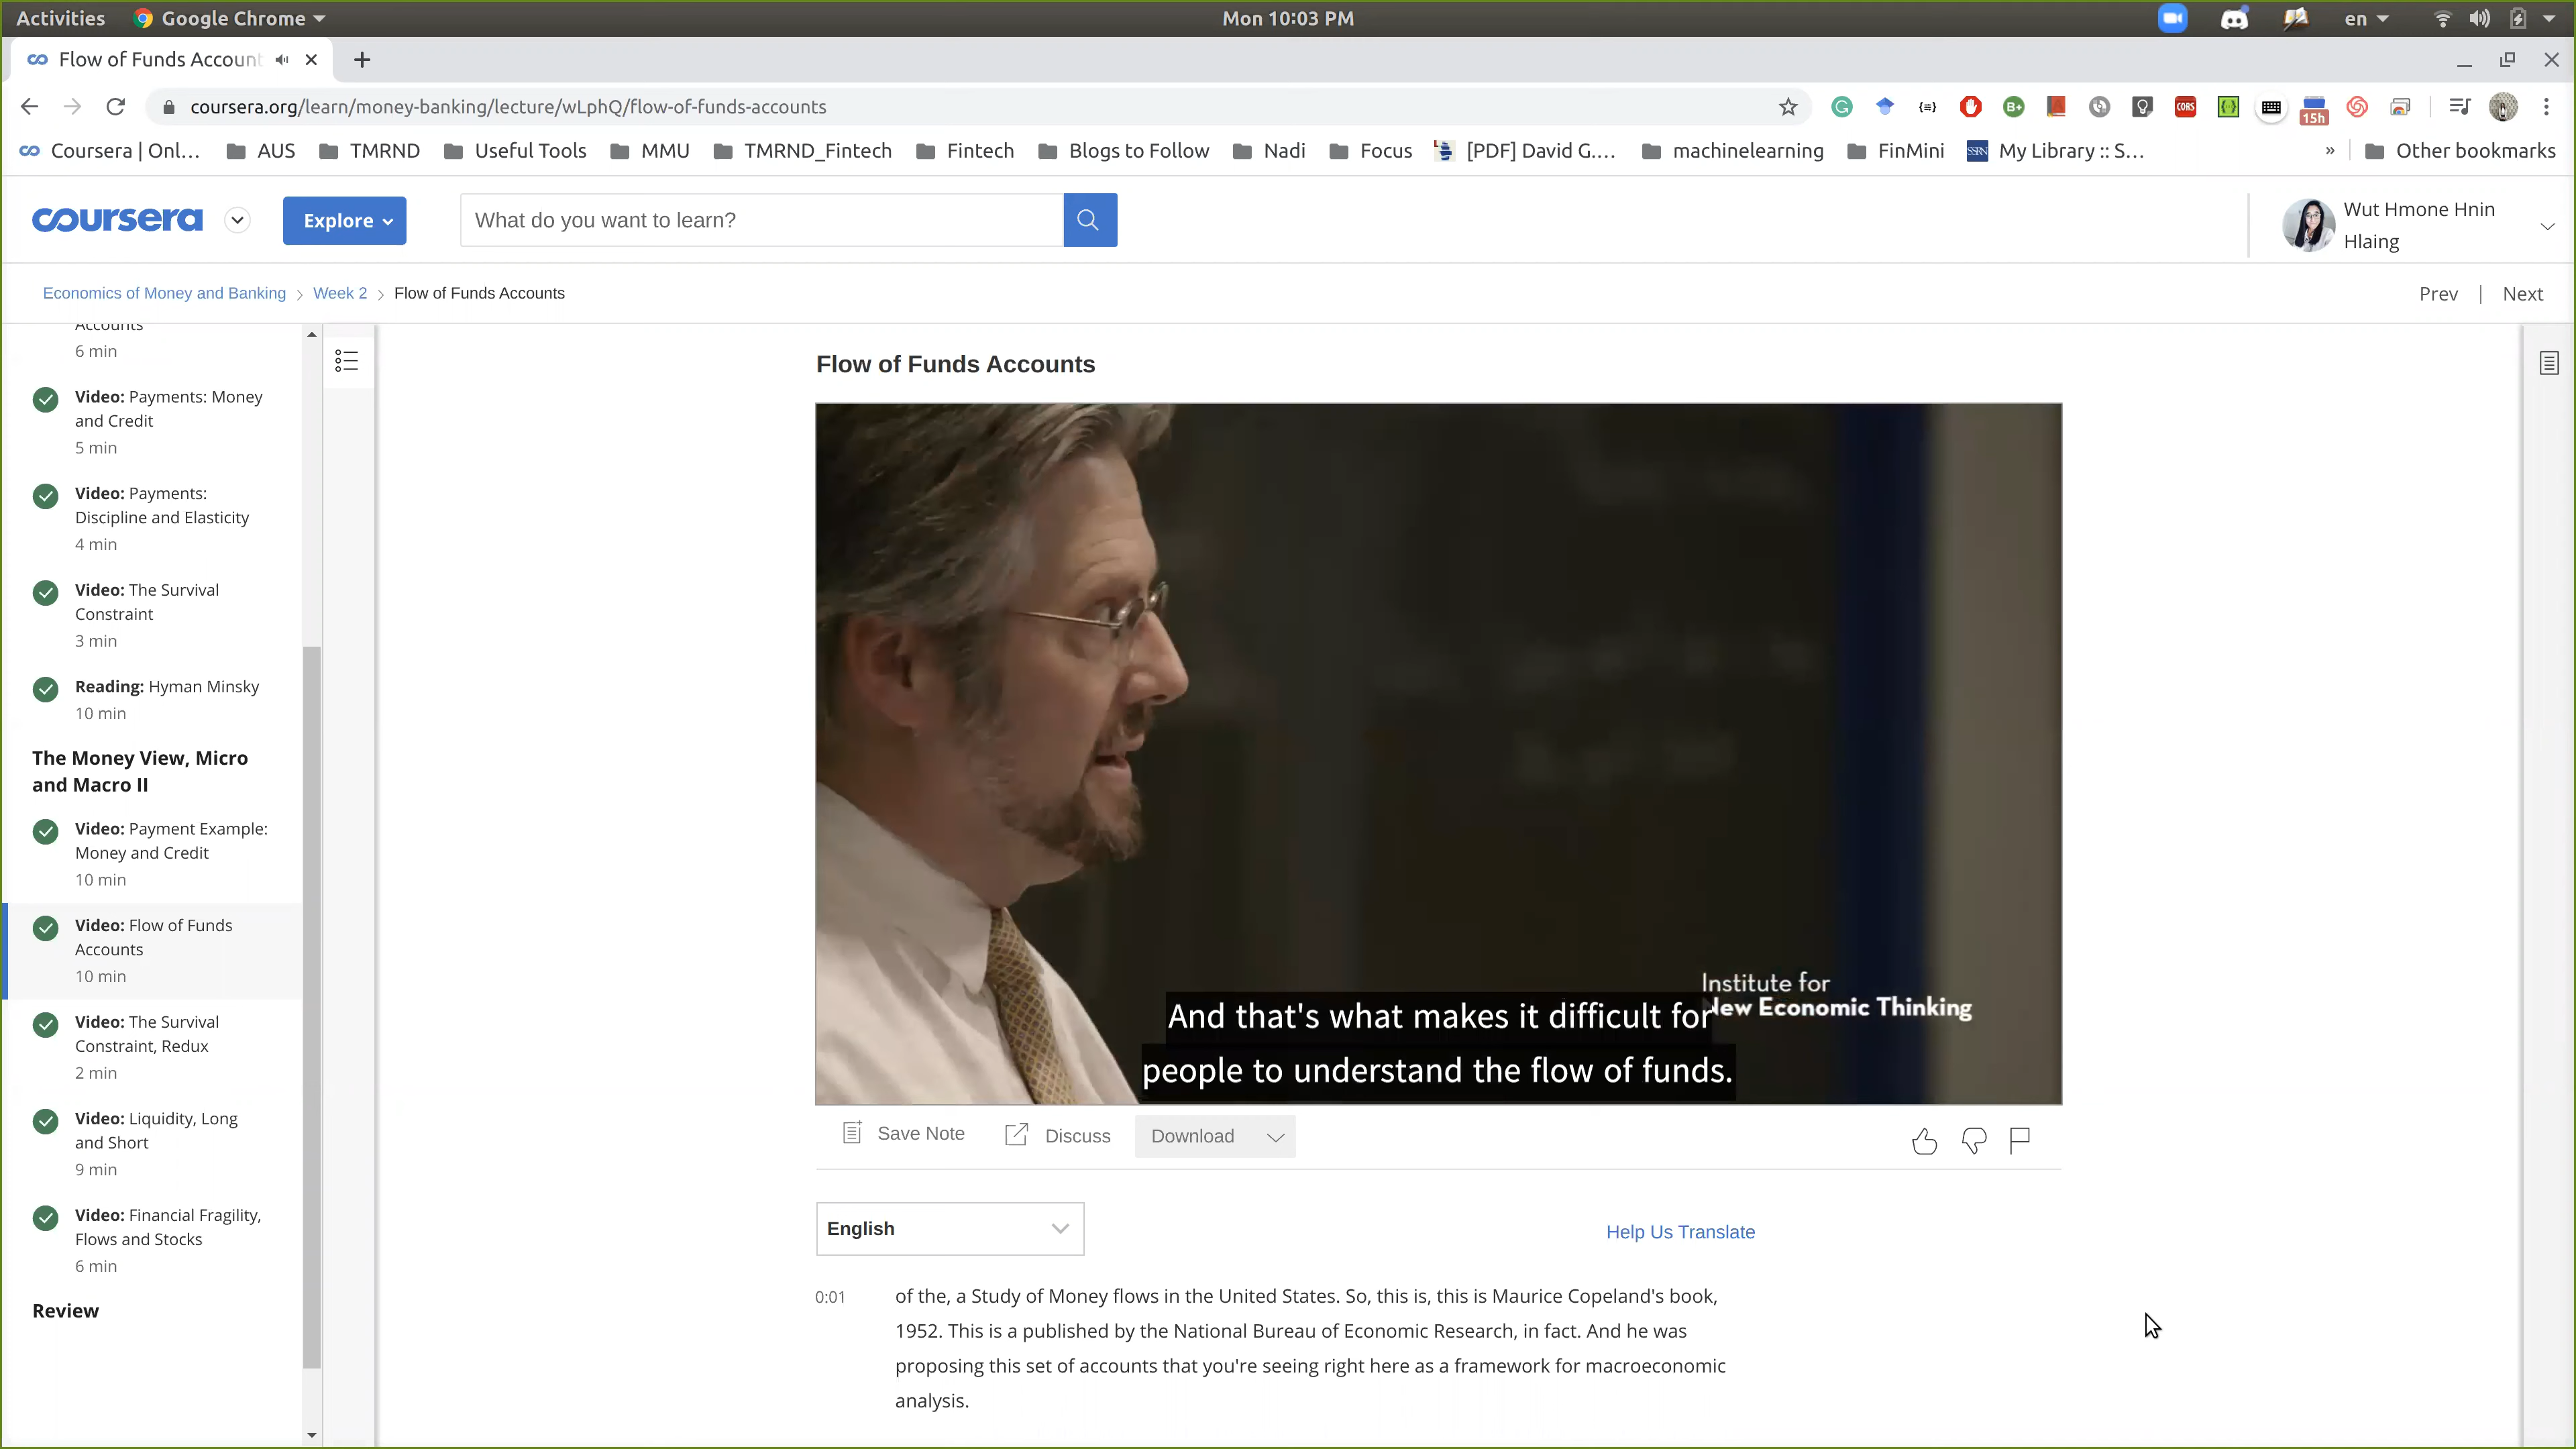 Activities Google Chrome Mon 10:03 PM en
Flow of Funds Account
coursera.org/learn/money-banking/lecture/wLphQ/flow-of-funds-accounts
15h
CORS
B+
Coursera | Onl... AUS TMRND Useful Tools MMU TMRND_Fintech Fintech Blogs to Follow Nadi Focus [PDF] David G.... machinelearning FinMini SSRN My Library :: S... » Other bookmarks
coursera Explore What do you want to learn? Wut Hmone Hnin
Hlaing
Economics of Money and Banking > Week 2 > Flow of Funds Accounts Prev | Next
Accounts
6 min
Video: Payments: Money
and Credit
5 min
Video: Payments:
Discipline and Elasticity
4 min
Video: The Survival
Constraint
3 min
Reading: Hyman Minsky
10 min
The Money View, Micro
and Macro II
Video: Payment Example:
Money and Credit
10 min
Video: Flow of Funds
Accounts
10 min
Video: The Survival
Constraint, Redux
2 min
Video: Liquidity, Long
and Short
9 min
Video: Financial Fragility,
Flows and Stocks
6 min
Review
Flow of Funds Accounts
Institute for
New Economic Thinking
And that's what makes it difficult for
people to understand the flow of funds.
Save Note Discuss Download
English Help Us Translate
0:01 of the, a Study of Money flows in the United States. So, this is, this is Maurice Copeland's book,
1952. This is a published by the National Bureau of Economic Research, in fact. And he was
proposing this set of accounts that you're seeing right here as a framework for macroeconomic
analysis.